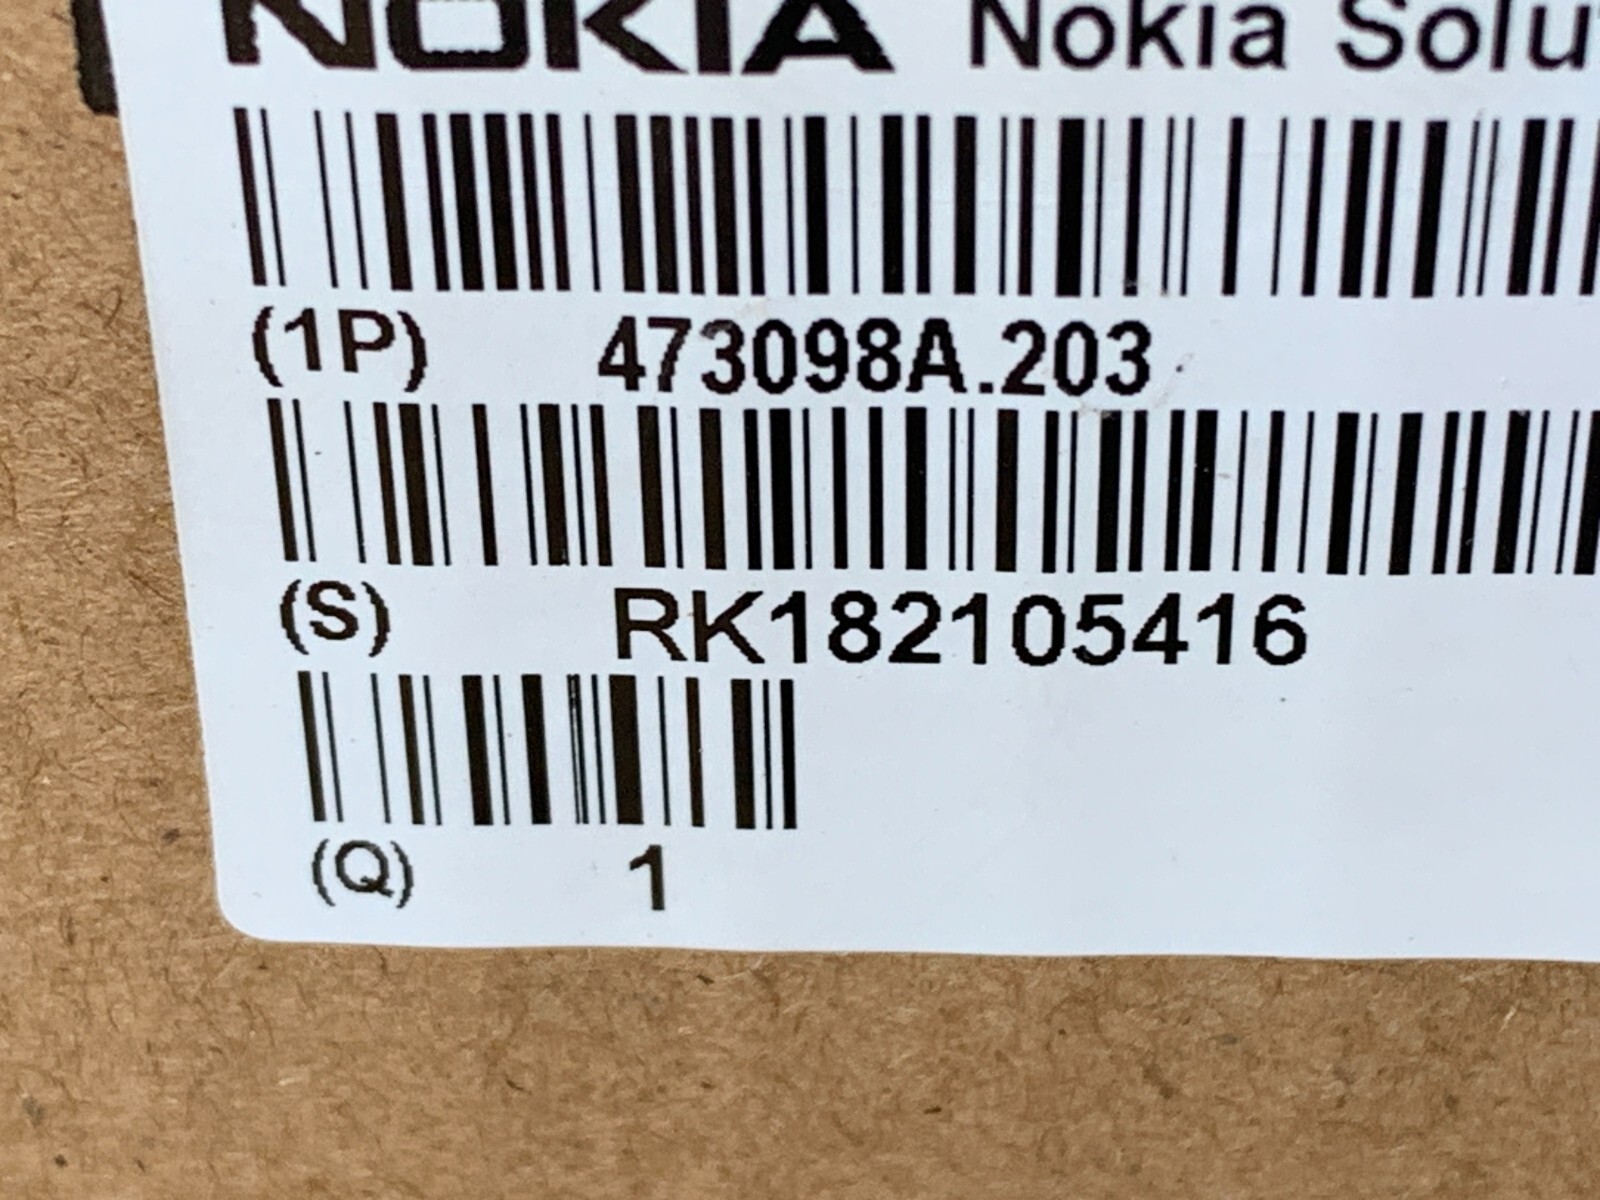 NOKIA Nokia Solu
(1P) 473098A.203
(S) RK182105416
(Q) 1